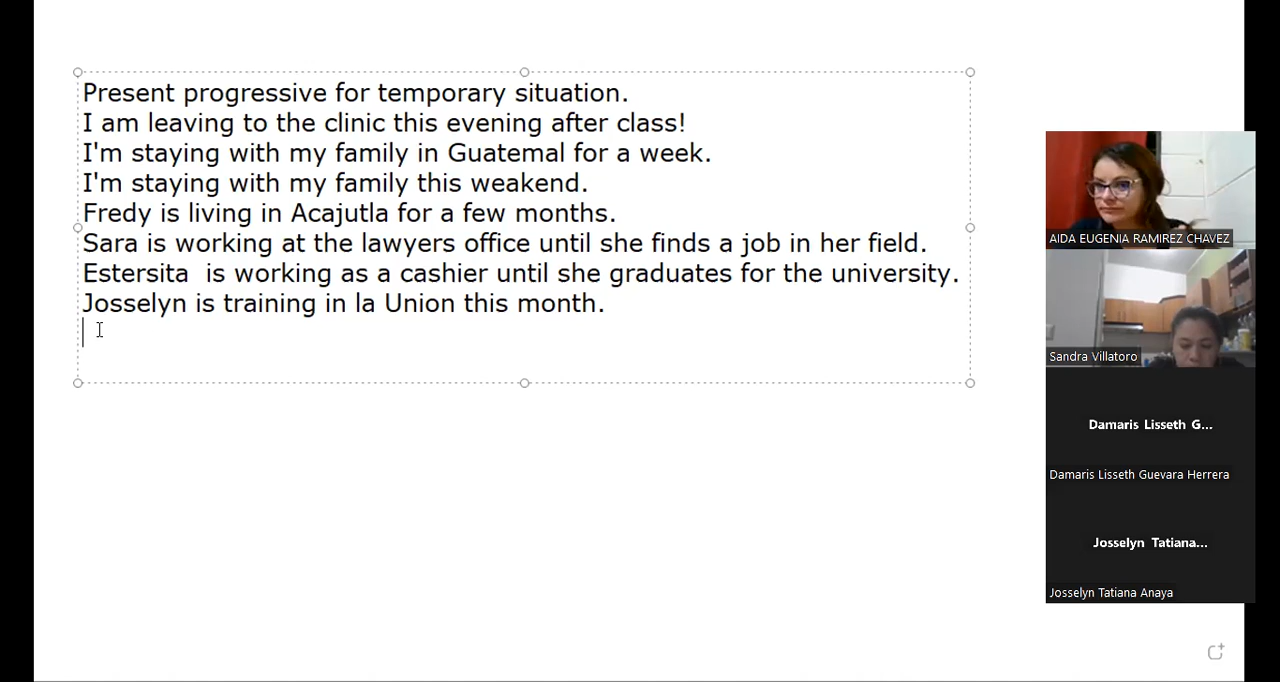 Present progressive for temporary situation.
I am leaving to the clinic this evening after class!
I'm staying with my family in Guatemal for a week.
I'm staying with my family this weakend.
Fredy is living in Acajutla for a few months.
Sara is working at the lawyers office until she finds a job in her field.
Estersita  is working as a cashier until she graduates for the university.
Josselyn is training in la Union this month.
AIDA EUGENIA RAMIREZ CHAVEZ
Sandra Villatoro
Damaris Lisseth G...
Damaris Lisseth Guevara Herrera
Josselyn Tatiana...
Josselyn Tatiana Anaya